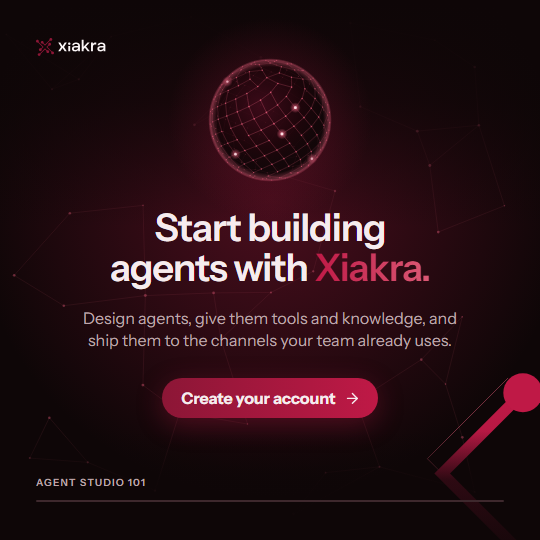 xiakra
Start building
agents with Xiakra.
Design agents, give them tools and knowledge, and
ship them to the channels your team already uses.
Create your account →
AGENT STUDIO 101